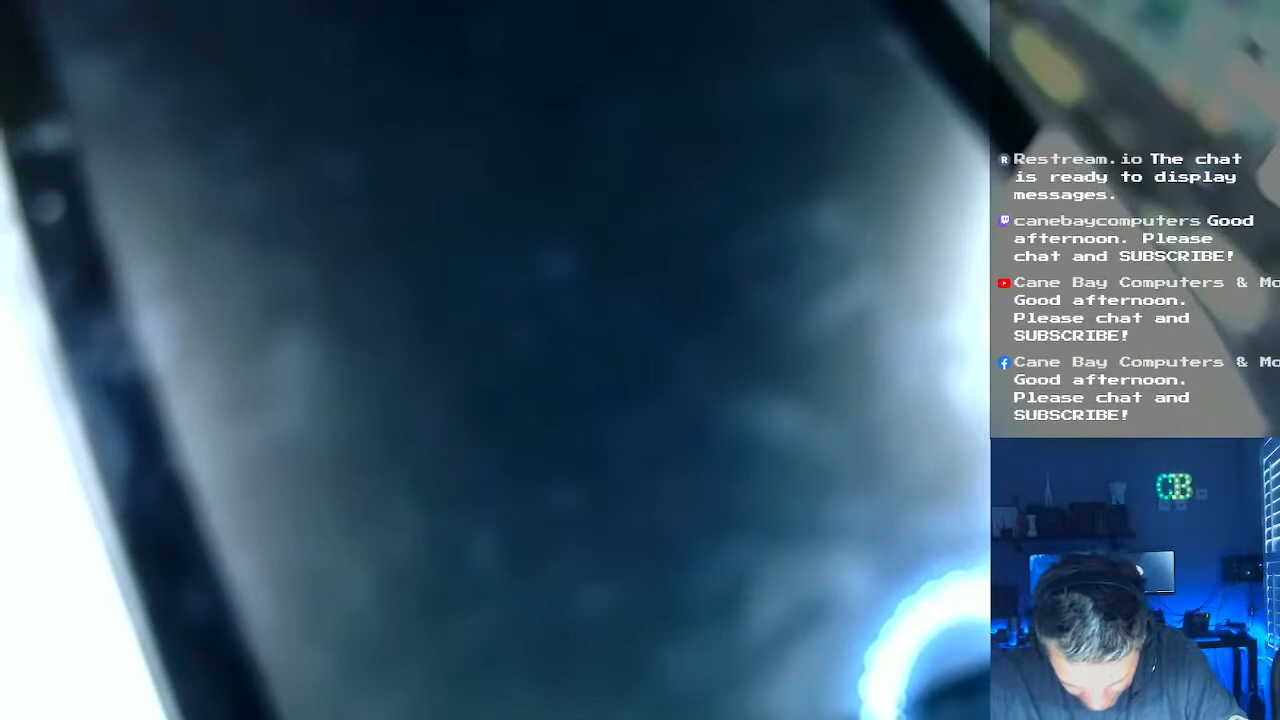 Restream.io The chat
is ready to display
messages.
canebaycomputers Good
afternoon. Please
chat and SUBSCRIBE!
Cane Bay Computers & Mo
Good afternoon.
Please chat and
SUBSCRIBE!
Cane Bay Computers & Mo
Good afternoon.
Please chat and
SUBSCRIBE!
CB